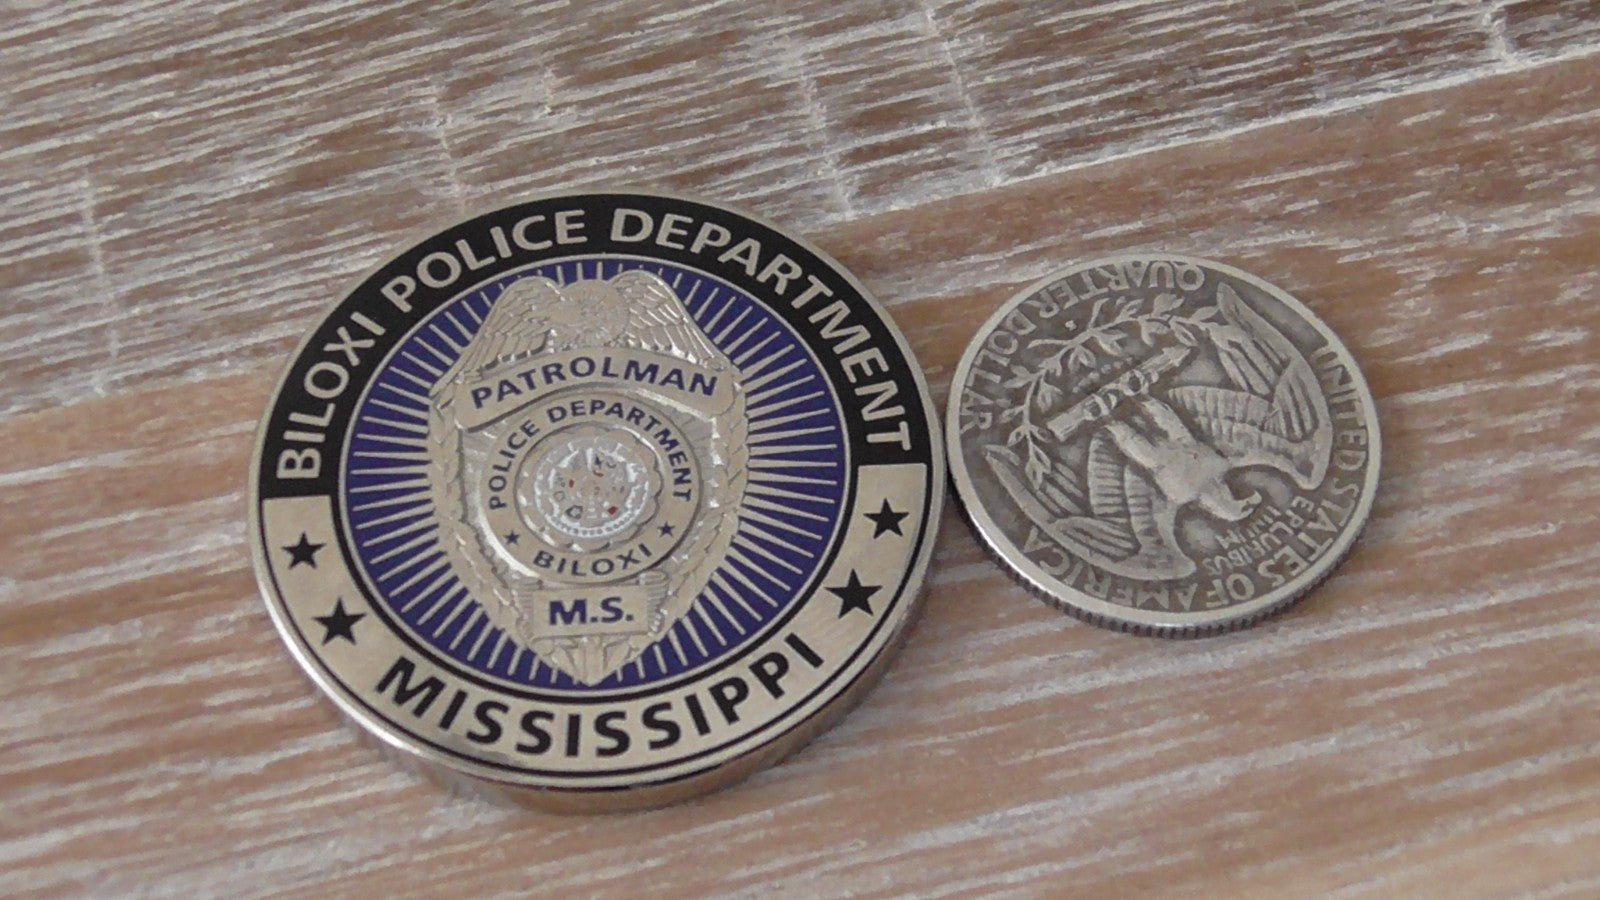 BILOXI POLICE DEPARTMENT
PATROLMAN
POLICE DEPARTMENT
BILOXI
M.S.
MISSISSIPPI
UNITED STATES OF AMERICA
E PLURIBUS
UNUM
QUARTER DOLLAR